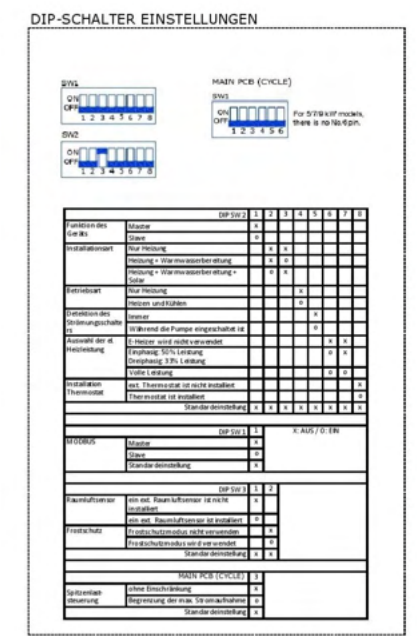 DIP-SCHALTER EINSTELLUNGEN
SW1
ON
OFF
1 2 3 4 5 6 7 8
SW2
ON
OFF
1 2 3 4 5 6 7 8
MAIN PCB (CYCLE)
SW1
ON
OFF
1 2 3 4 5 6
For 5/7/9 kW models,
there is no No.6 pin.
DIP SW 2 1 2 3 4 5 6 7 8
Funktion des Geräts Master x
Slave o
Installationsart Nur Heizung x x
Heizung + Warmwasserbereitung x o
Heizung + Warmwasserbereitung + Solar o x
Betriebsart Nur Heizung x
Heizen und Kühlen o
Detektion des Strömungsschalters Immer x
Während die Pumpe eingeschaltet ist o
Auswahl der el. Heizleistung E-Heizer wird nicht verwendet x x
Einphasig: 50% Leistung
Dreiphasig: 33% Leistung o x
Volle Leistung o o
Installation Thermostat ext. Thermostat ist nicht installiert x
Thermostat ist installiert o
Standardeinstellung x x x x x x x x
DIP SW 1 1 X: AUS / O: EIN
MODBUS Master x
Slave o
Standardeinstellung x
DIP SW 3 1 2
Raumluftsensor ein ext. Raumluftsensor ist nicht installiert x
ein ext. Raumluftsensor ist installiert o
Frostschutz Frostschutzmodus nicht verwenden x
Frostschutzmodus wird verwendet o
Standardeinstellung x x
MAIN PCB (CYCLE) 3
Spitzenlast-
steuerung ohne Einschränkung x
Begrenzung der max. Stromaufnahme o
Standardeinstellung x